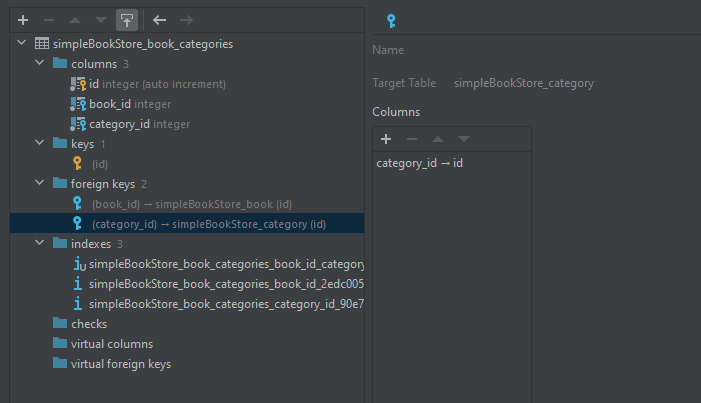 simpleBookStore_book_categories
columns 3
id integer (auto increment)
book_id integer
category_id integer
keys 1
(id)
foreign keys 2
(book_id) → simpleBookStore_book (id)
(category_id) → simpleBookStore_category (id)
indexes 3
simpleBookStore_book_categories_book_id_category
simpleBookStore_book_categories_book_id_2edc005
simpleBookStore_book_categories_category_id_90e7
checks
virtual columns
virtual foreign keys
Name
Target Table simpleBookStore_category
Columns
category_id → id